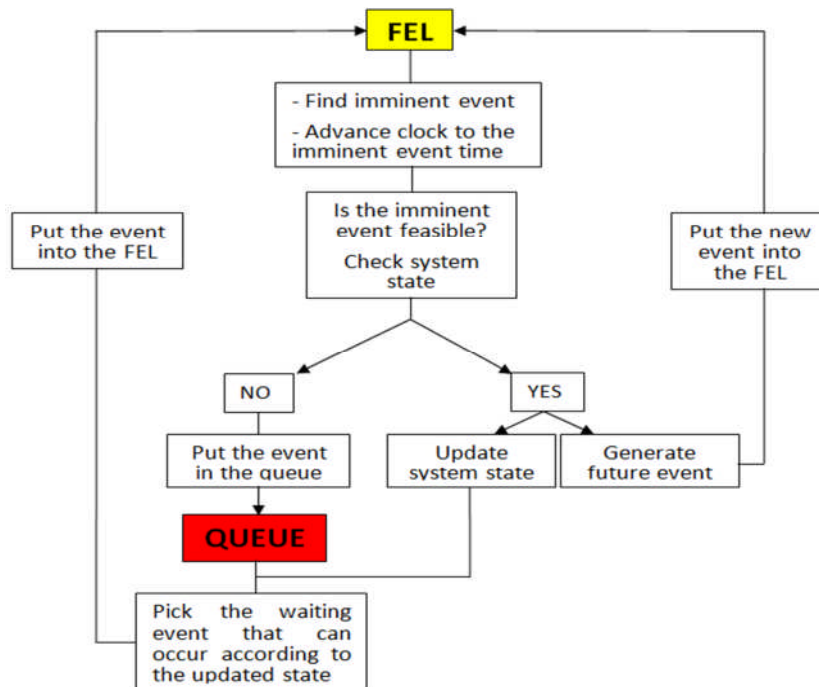 FEL
- Find imminent event
- Advance clock to the
imminent event time
Is the imminent
event feasible?
Check system
state
Put the event
into the FEL
Put the new
event into
the FEL
NO
YES
Put the event
in the queue
Update
system state
Generate
future event
QUEUE
Pick the waiting
event that can
occur according to
the updated state